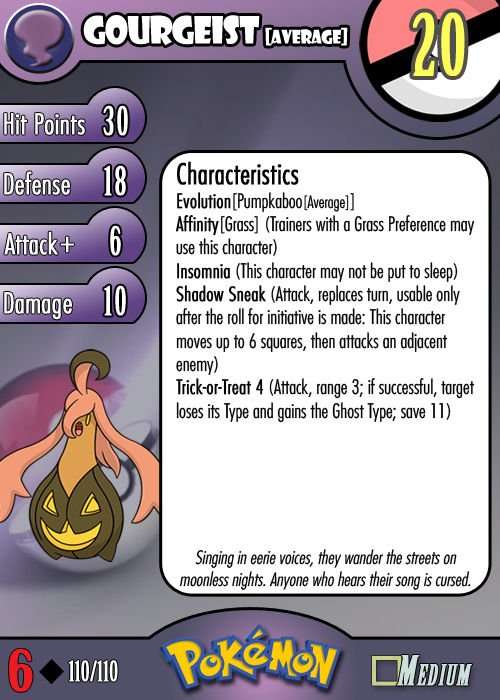 GOURGEIST [AVERAGE]
20
Hit Points 30
Defense 18
Attack+ 6
Damage 10
Characteristics
Evolution[Pumpkaboo[Average]]
Affinity[Grass] (Trainers with a Grass Preference may
use this character)
Insomnia (This character may not be put to sleep)
Shadow Sneak (Attack, replaces turn, usable only
after the roll for initiative is made: This character
moves up to 6 squares, then attacks an adjacent
enemy)
Trick-or-Treat 4 (Attack, range 3; if successful, target
loses its Type and gains the Ghost Type; save 11)
Singing in eerie voices, they wander the streets on
moonless nights. Anyone who hears their song is cursed.
6 ◆ 110/110
POKéMON
MEDIUM